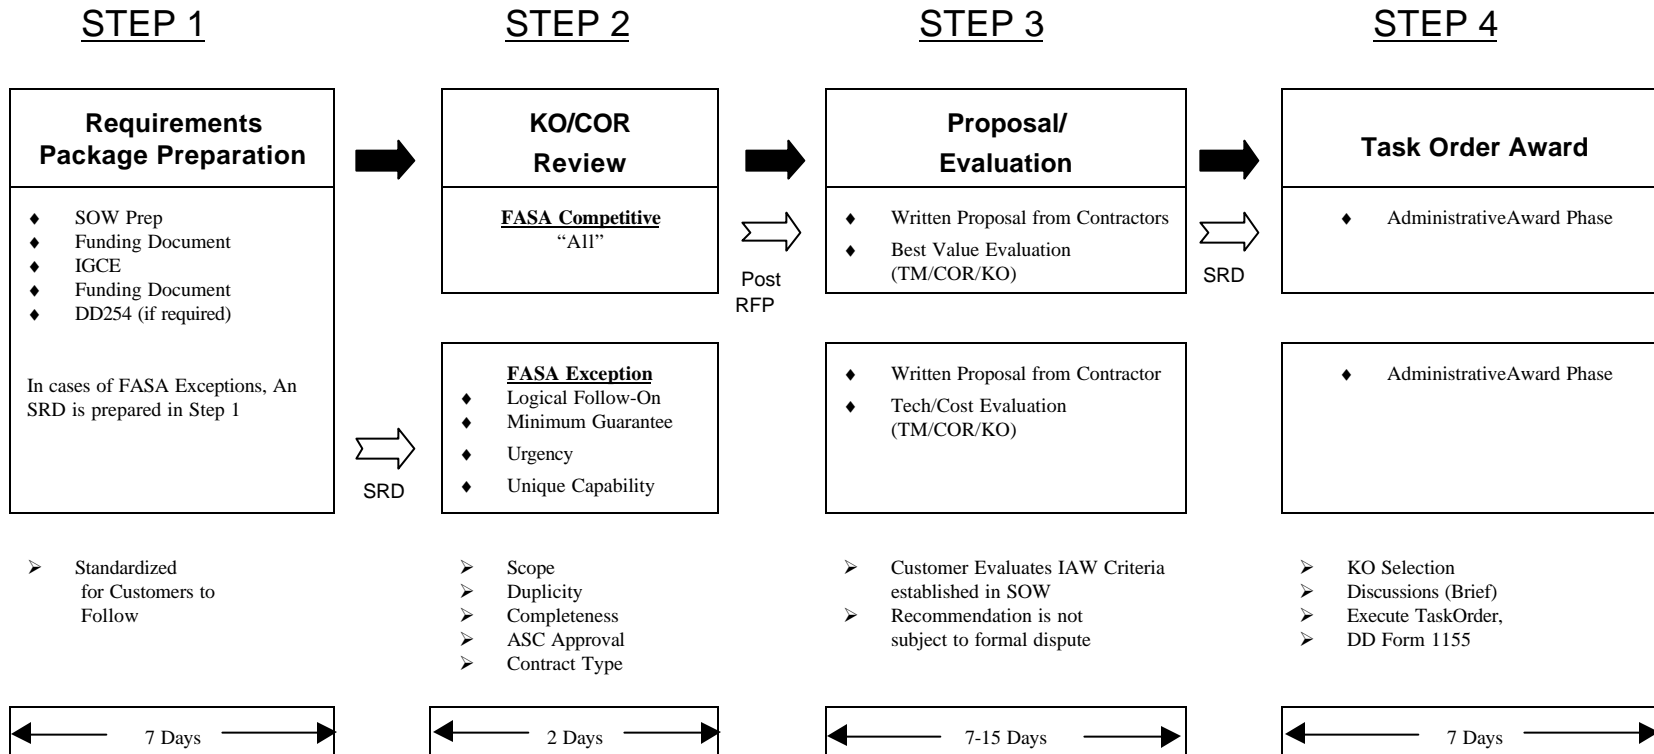 STEP 1
STEP 2
STEP 3
STEP 4
Requirements
Package Preparation
♦ SOW Prep
♦ Funding Document
♦ IGCE
♦ Funding Document
♦ DD254 (if required)
In cases of FASA Exceptions, An
SRD is prepared in Step 1
SRD
KO/COR
Review
FASA Competitive
“All”
FASA Exception
♦ Logical Follow-On
♦ Minimum Guarantee
♦ Urgency
♦ Unique Capability
Post
RFP
Proposal/
Evaluation
♦ Written Proposal from Contractors
♦ Best Value Evaluation
(TM/COR/KO)
♦ Written Proposal from Contractor
♦ Tech/Cost Evaluation
(TM/COR/KO)
SRD
Task Order Award
♦ AdministrativeAward Phase
♦ AdministrativeAward Phase
➢ Standardized
for Customers to
Follow
➢ Scope
➢ Duplicity
➢ Completeness
➢ ASC Approval
➢ Contract Type
➢ Customer Evaluates IAW Criteria
established in SOW
➢ Recommendation is not
subject to formal dispute
➢ KO Selection
➢ Discussions (Brief)
➢ Execute TaskOrder,
➢ DD Form 1155
7 Days
2 Days
7-15 Days
7 Days